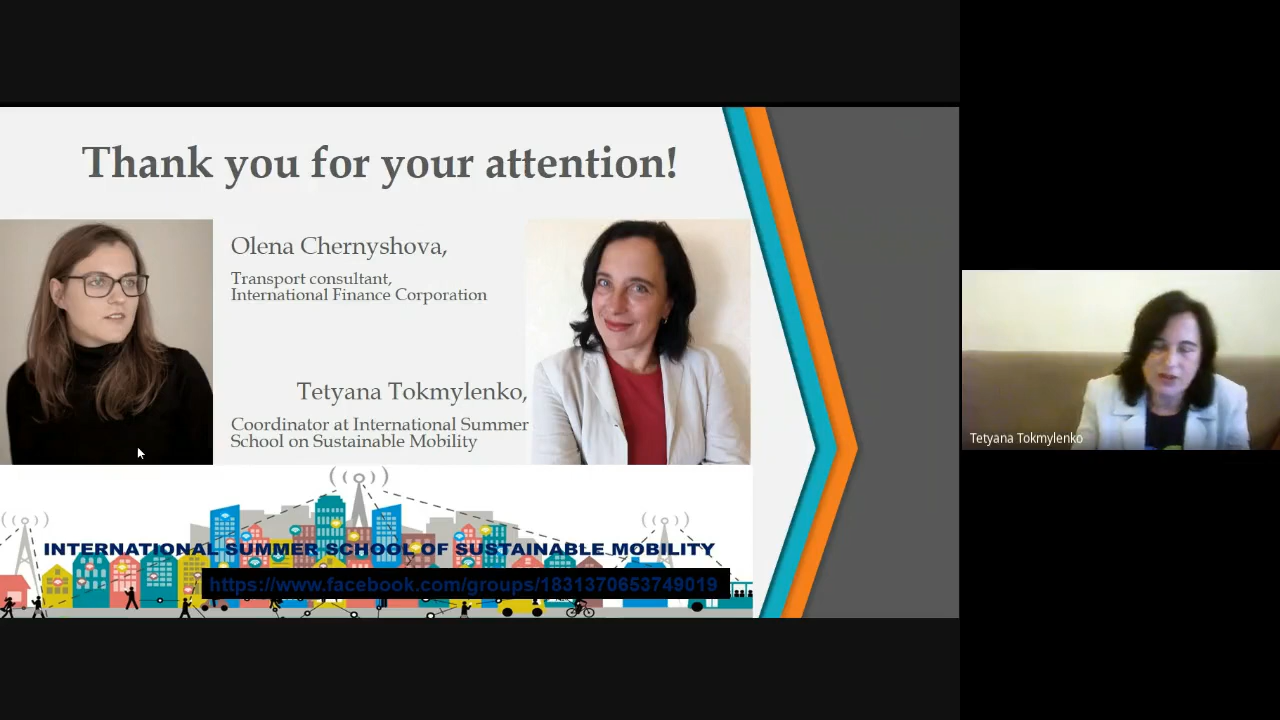 Thank you for your attention!
Olena Chernyshova,
Transport consultant,
International Finance Corporation
Tetyana Tokmylenko,
Coordinator at International Summer
School on Sustainable Mobility
INTERNATIONAL SUMMER SCHOOL OF SUSTAINABLE MOBILITY
https://www.facebook.com/groups/1831370653749019
Tetyana Tokmylenko